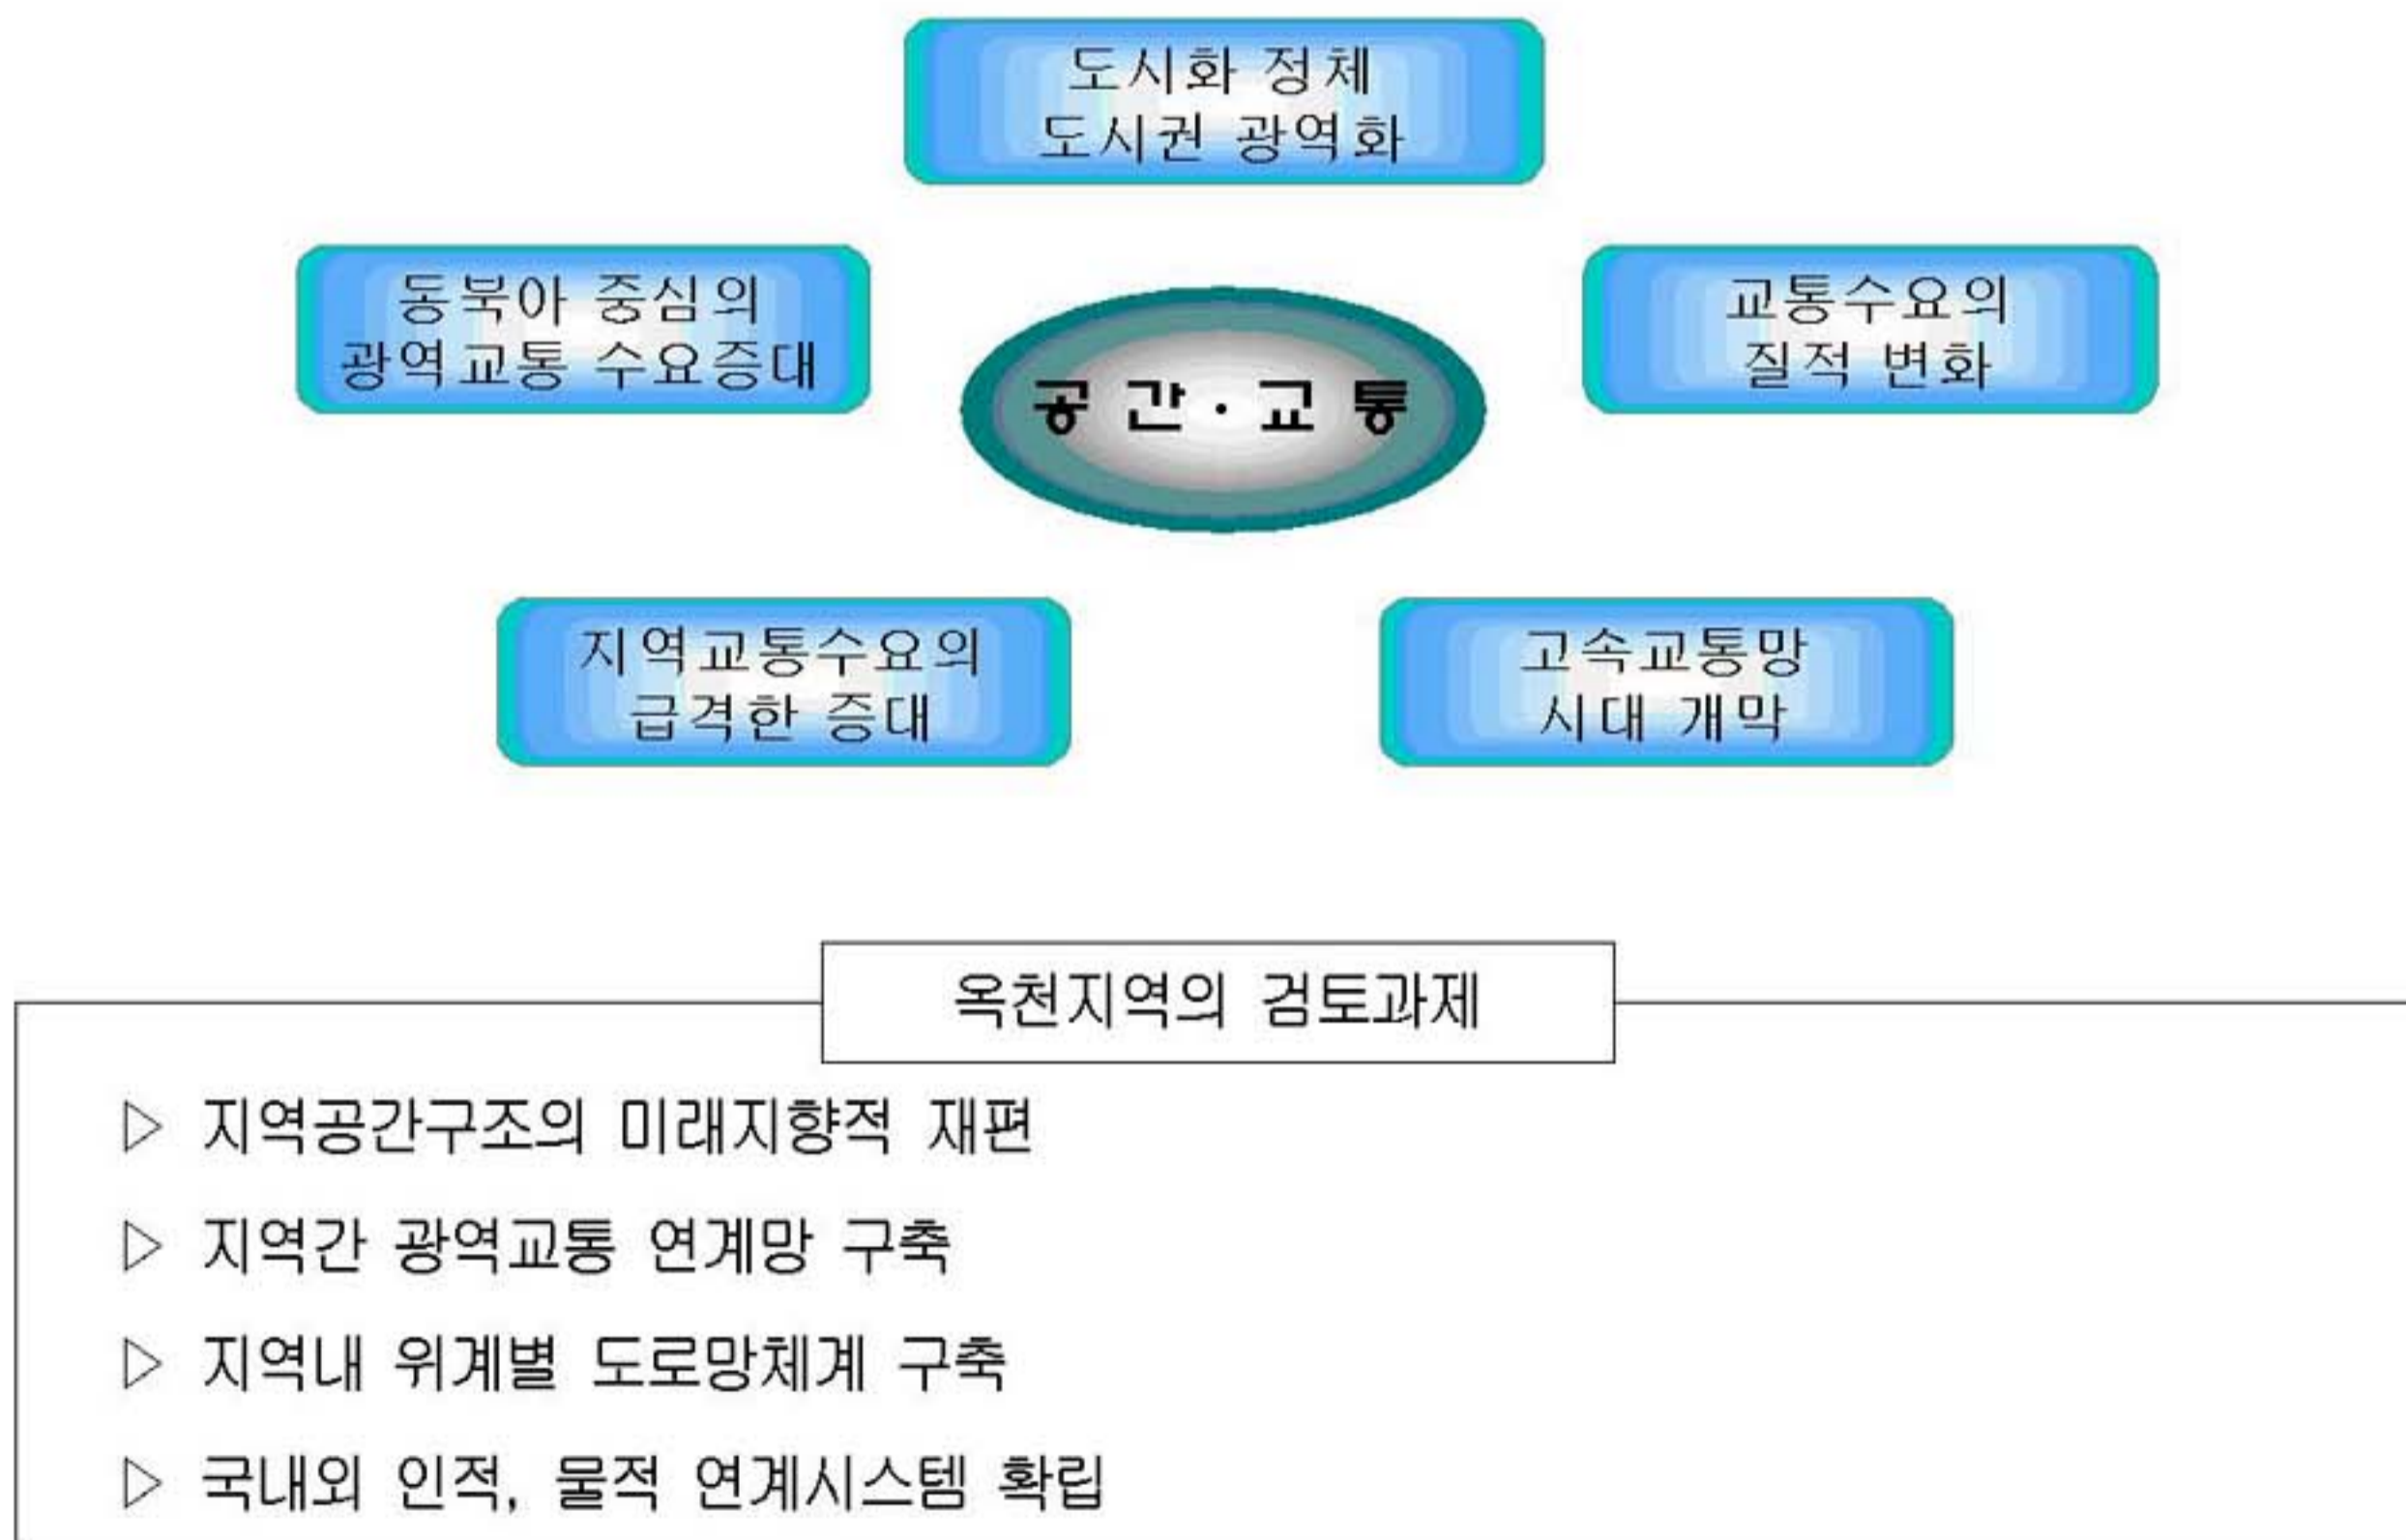 도시화 정체
도시권 광역화
동북아 중심의
광역교통 수요증대
교통수요의
질적 변화
공 간 · 교 통
지역교통수요의
급격한 증대
고속교통망
시대 개막
옥천지역의 검토과제
▷ 지역공간구조의 미래지향적 재편
▷ 지역간 광역교통 연계망 구축
▷ 지역내 위계별 도로망체계 구축
▷ 국내외 인적, 물적 연계시스템 확립